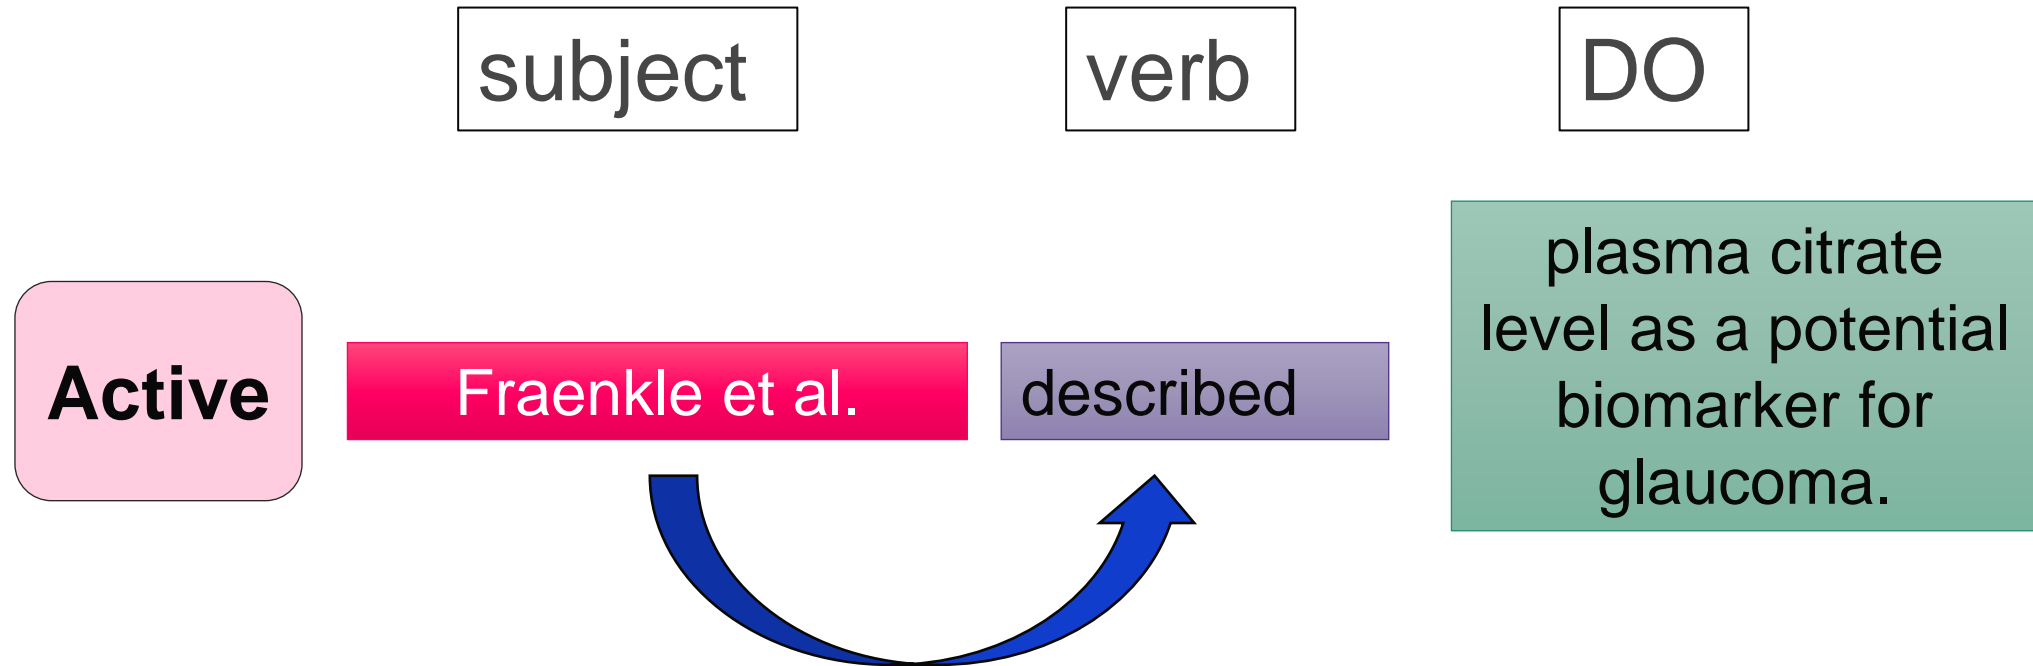 subject
verb
DO
Active
Fraenkle et al.
described
plasma citrate
level as a potential
biomarker for
glaucoma.